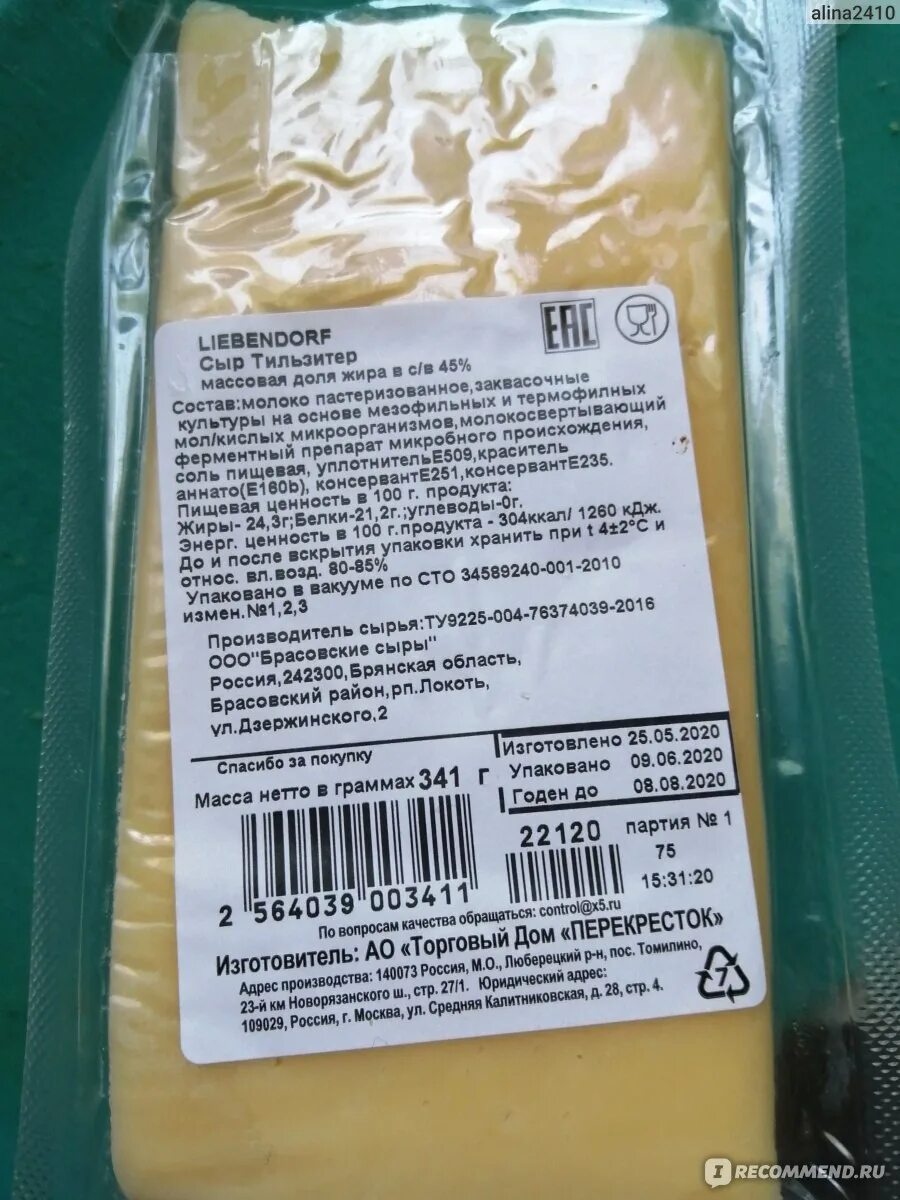 alina2410
LIEBENDORF
EAC
Сыр Тильзитер
массовая доля жира в с/в 45%
Состав:молоко пастеризованное,заквасочные
культуры на основе мезофильных и термофилных
мол/кислых микроорганизмов,молокосвертывающий
ферментный препарат микробного происхождения,
соль пищевая, уплотнительЕ509,краситель
аннато(Е160b), консервантЕ251,консервантЕ235.
Пищевая ценность в 100 г. продукта:
Жиры- 24,3г;Белки-21,2г.;углеводы-0г.
Энерг. ценность в 100 г.продукта - 304ккал/ 1260 кДж.
До и после вскрытия упаковки хранить при t 4±2°С и
относ. вл.возд. 80-85%
Упаковано в вакууме по СТО 34589240-001-2010
измен.№1,2,3
Производитель сырья:ТУ9225-004-76374039-2016
ООО"Брасовские сыры"
Россия,242300,Брянская область,
Брасовский район,рп.Локоть,
ул.Дзержинского,2
Спасибо за покупку
Изготовлено 25.05.2020
Упаковано 09.06.2020
Годен до 08.08.2020
Масса нетто в граммах 341 г
22120 партия № 1
75
15:31:20
2 564039 003411
По вопросам качества обращаться: control@x5.ru
Изготовитель: АО «Торговый Дом «ПЕРЕКРЕСТОК»
Адрес производства: 140073 Россия, М.О., Люберецкий р-н, пос. Томилино,
23-й км Новорязанского ш., стр. 27/1. Юридический адрес:
109029, Россия, г. Москва, ул. Средняя Калитниковская, д. 28, стр. 4.
7
IRECOMMEND.RU